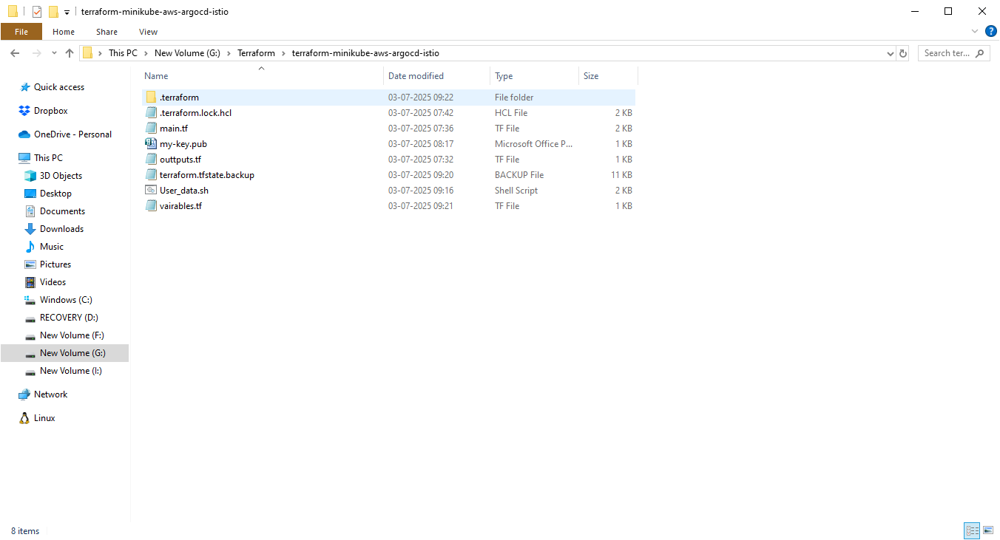 terraform-minikube-aws-argocd-istio
File Home Share View
This PC New Volume (G:) Terraform terraform-minikube-aws-argocd-istio Search ter...
Name Date modified Type Size
Quick access
Dropbox
OneDrive - Personal
This PC
3D Objects
Desktop
Documents
Downloads
Music
Pictures
Videos
Windows (C:)
RECOVERY (D:)
New Volume (F:)
New Volume (G:)
New Volume (I:)
Network
Linux
.terraform 03-07-2025 09:22 File folder
.terraform.lock.hcl 03-07-2025 07:42 HCL File 2 KB
main.tf 03-07-2025 07:36 TF File 2 KB
my-key.pub 03-07-2025 08:17 Microsoft Office P... 1 KB
outtputs.tf 03-07-2025 07:32 TF File 1 KB
terraform.tfstate.backup 03-07-2025 09:20 BACKUP File 11 KB
User_data.sh 03-07-2025 09:16 Shell Script 2 KB
vairables.tf 03-07-2025 09:21 TF File 1 KB
8 items